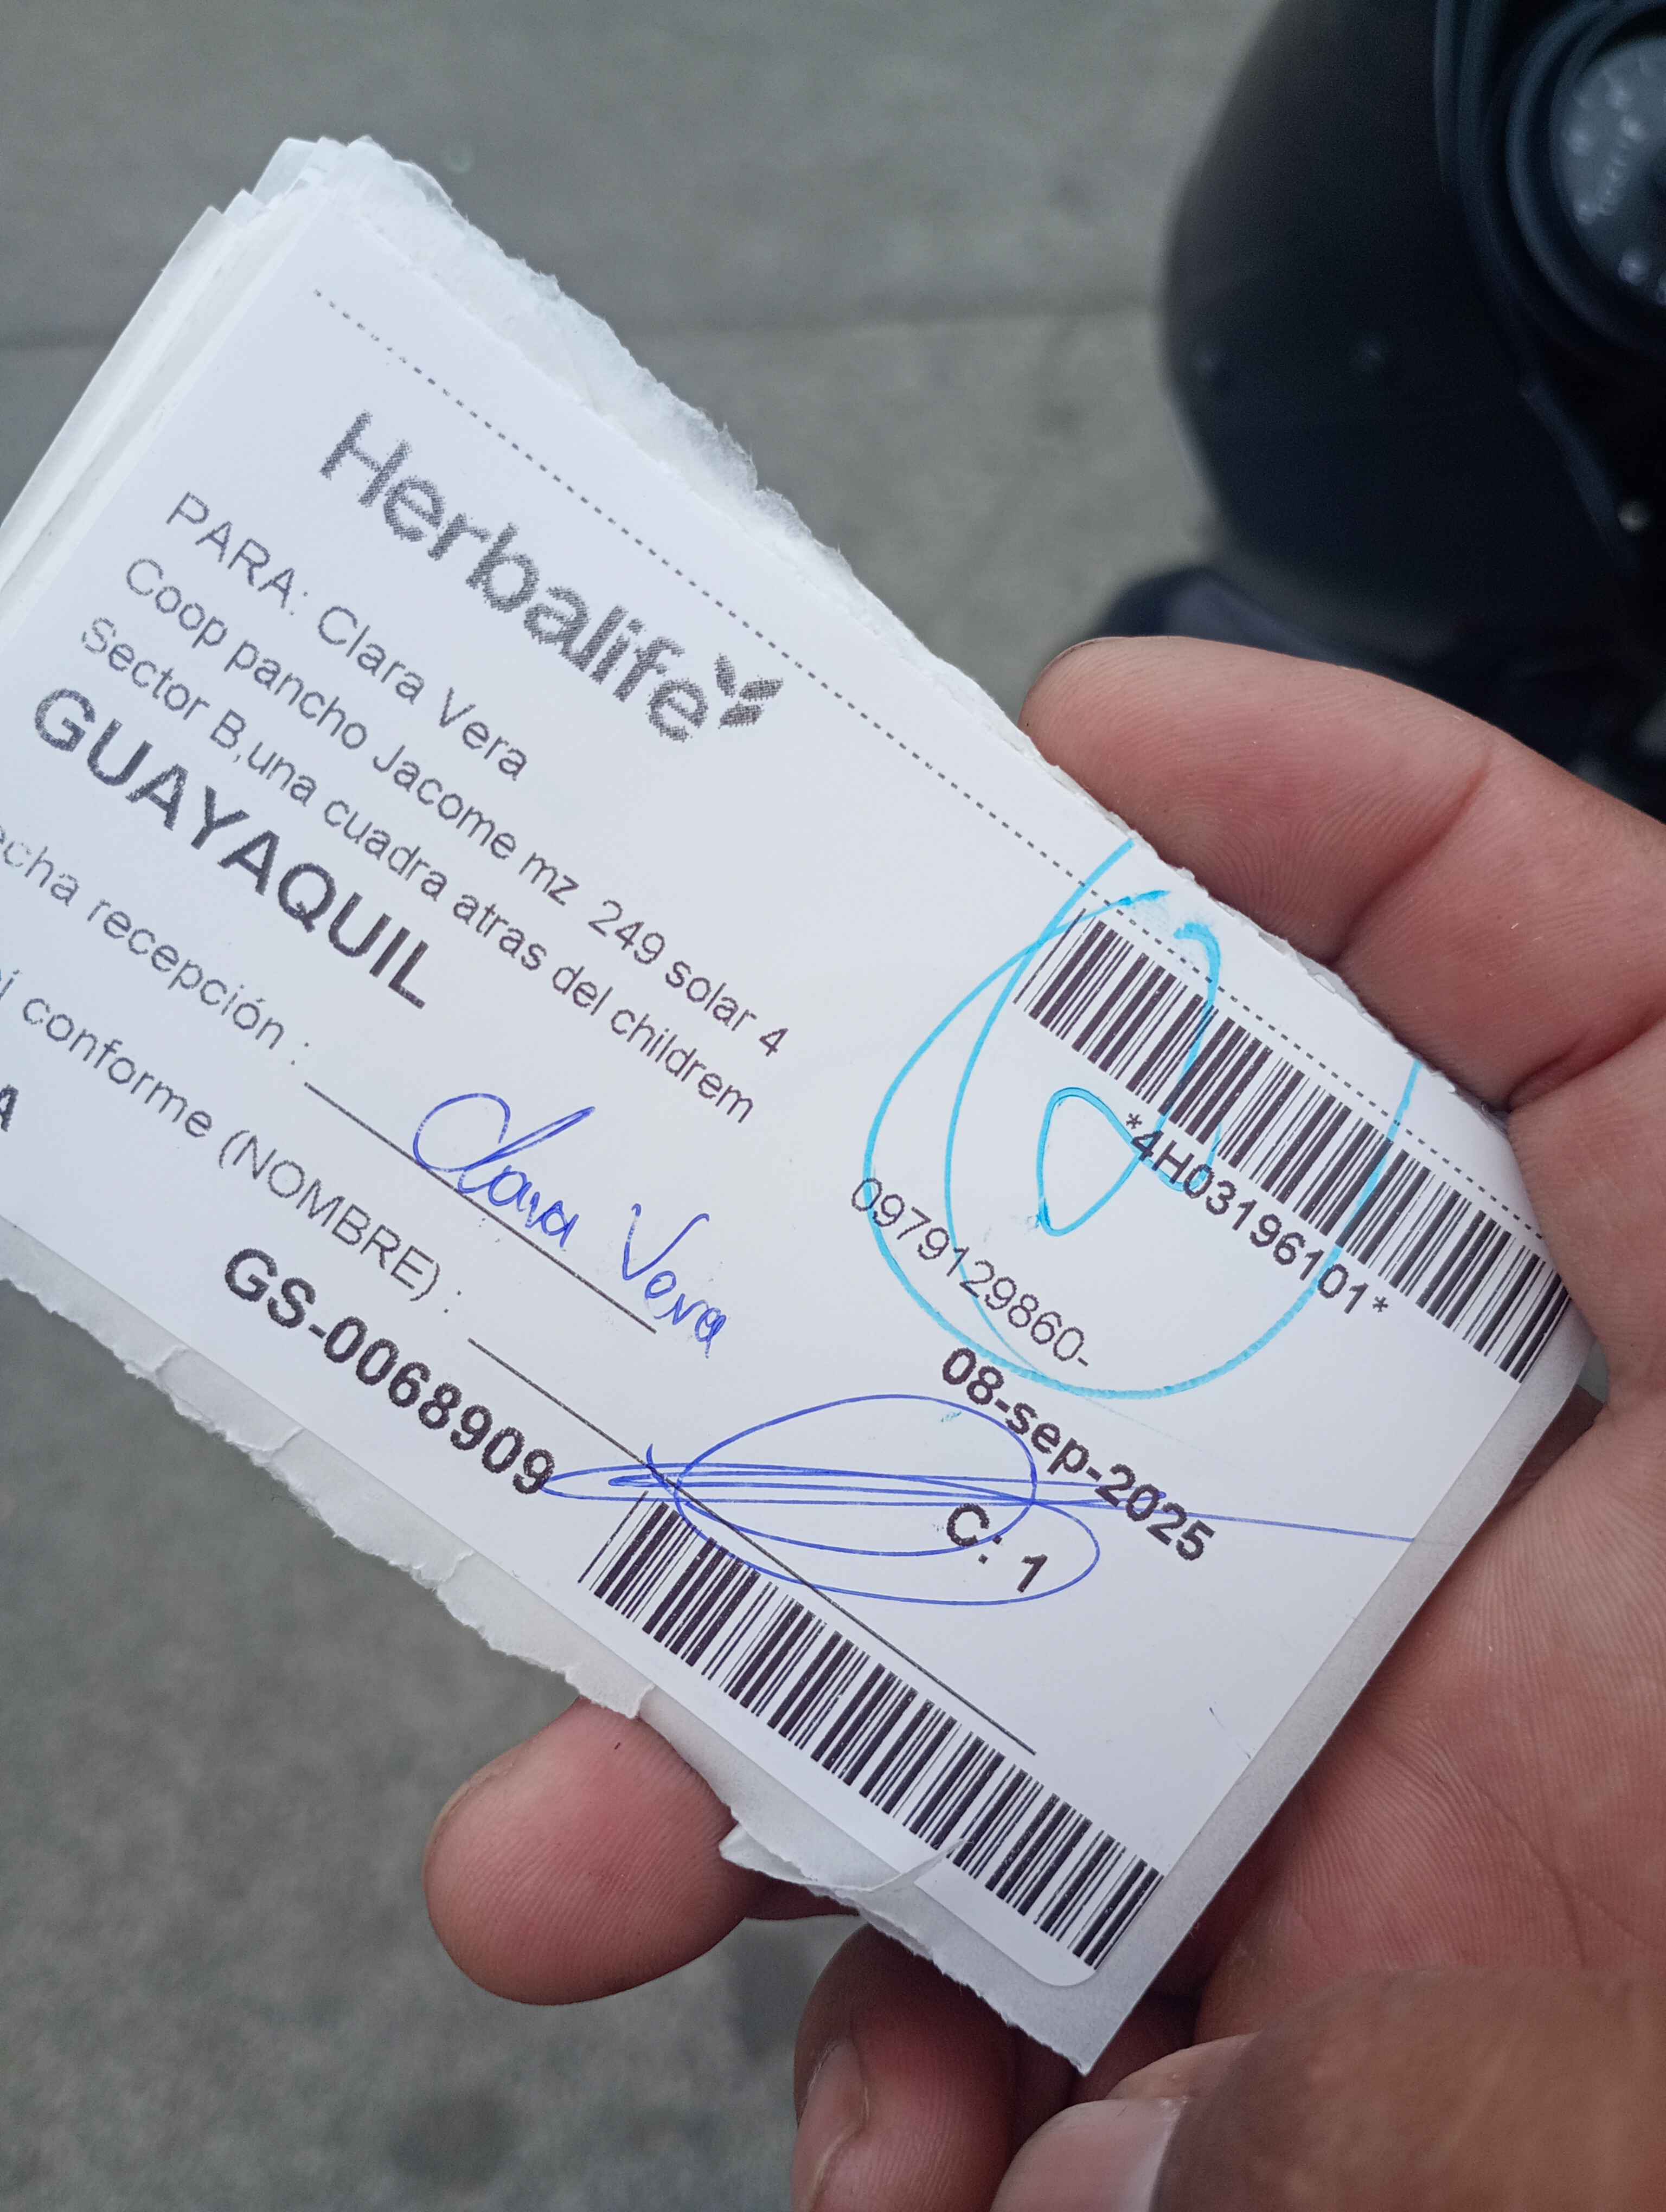 Herbalife
PARA: Clara Vera
Coop pancho Jacome mz 249 solar 4
Sector B,una cuadra atras del childrem
GUAYAQUIL
*4H03196101*
0979129860-
08-sep-2025
C: 1
echa recepción :
Clara Vera
conforme (NOMBRE) :
GS-0068909